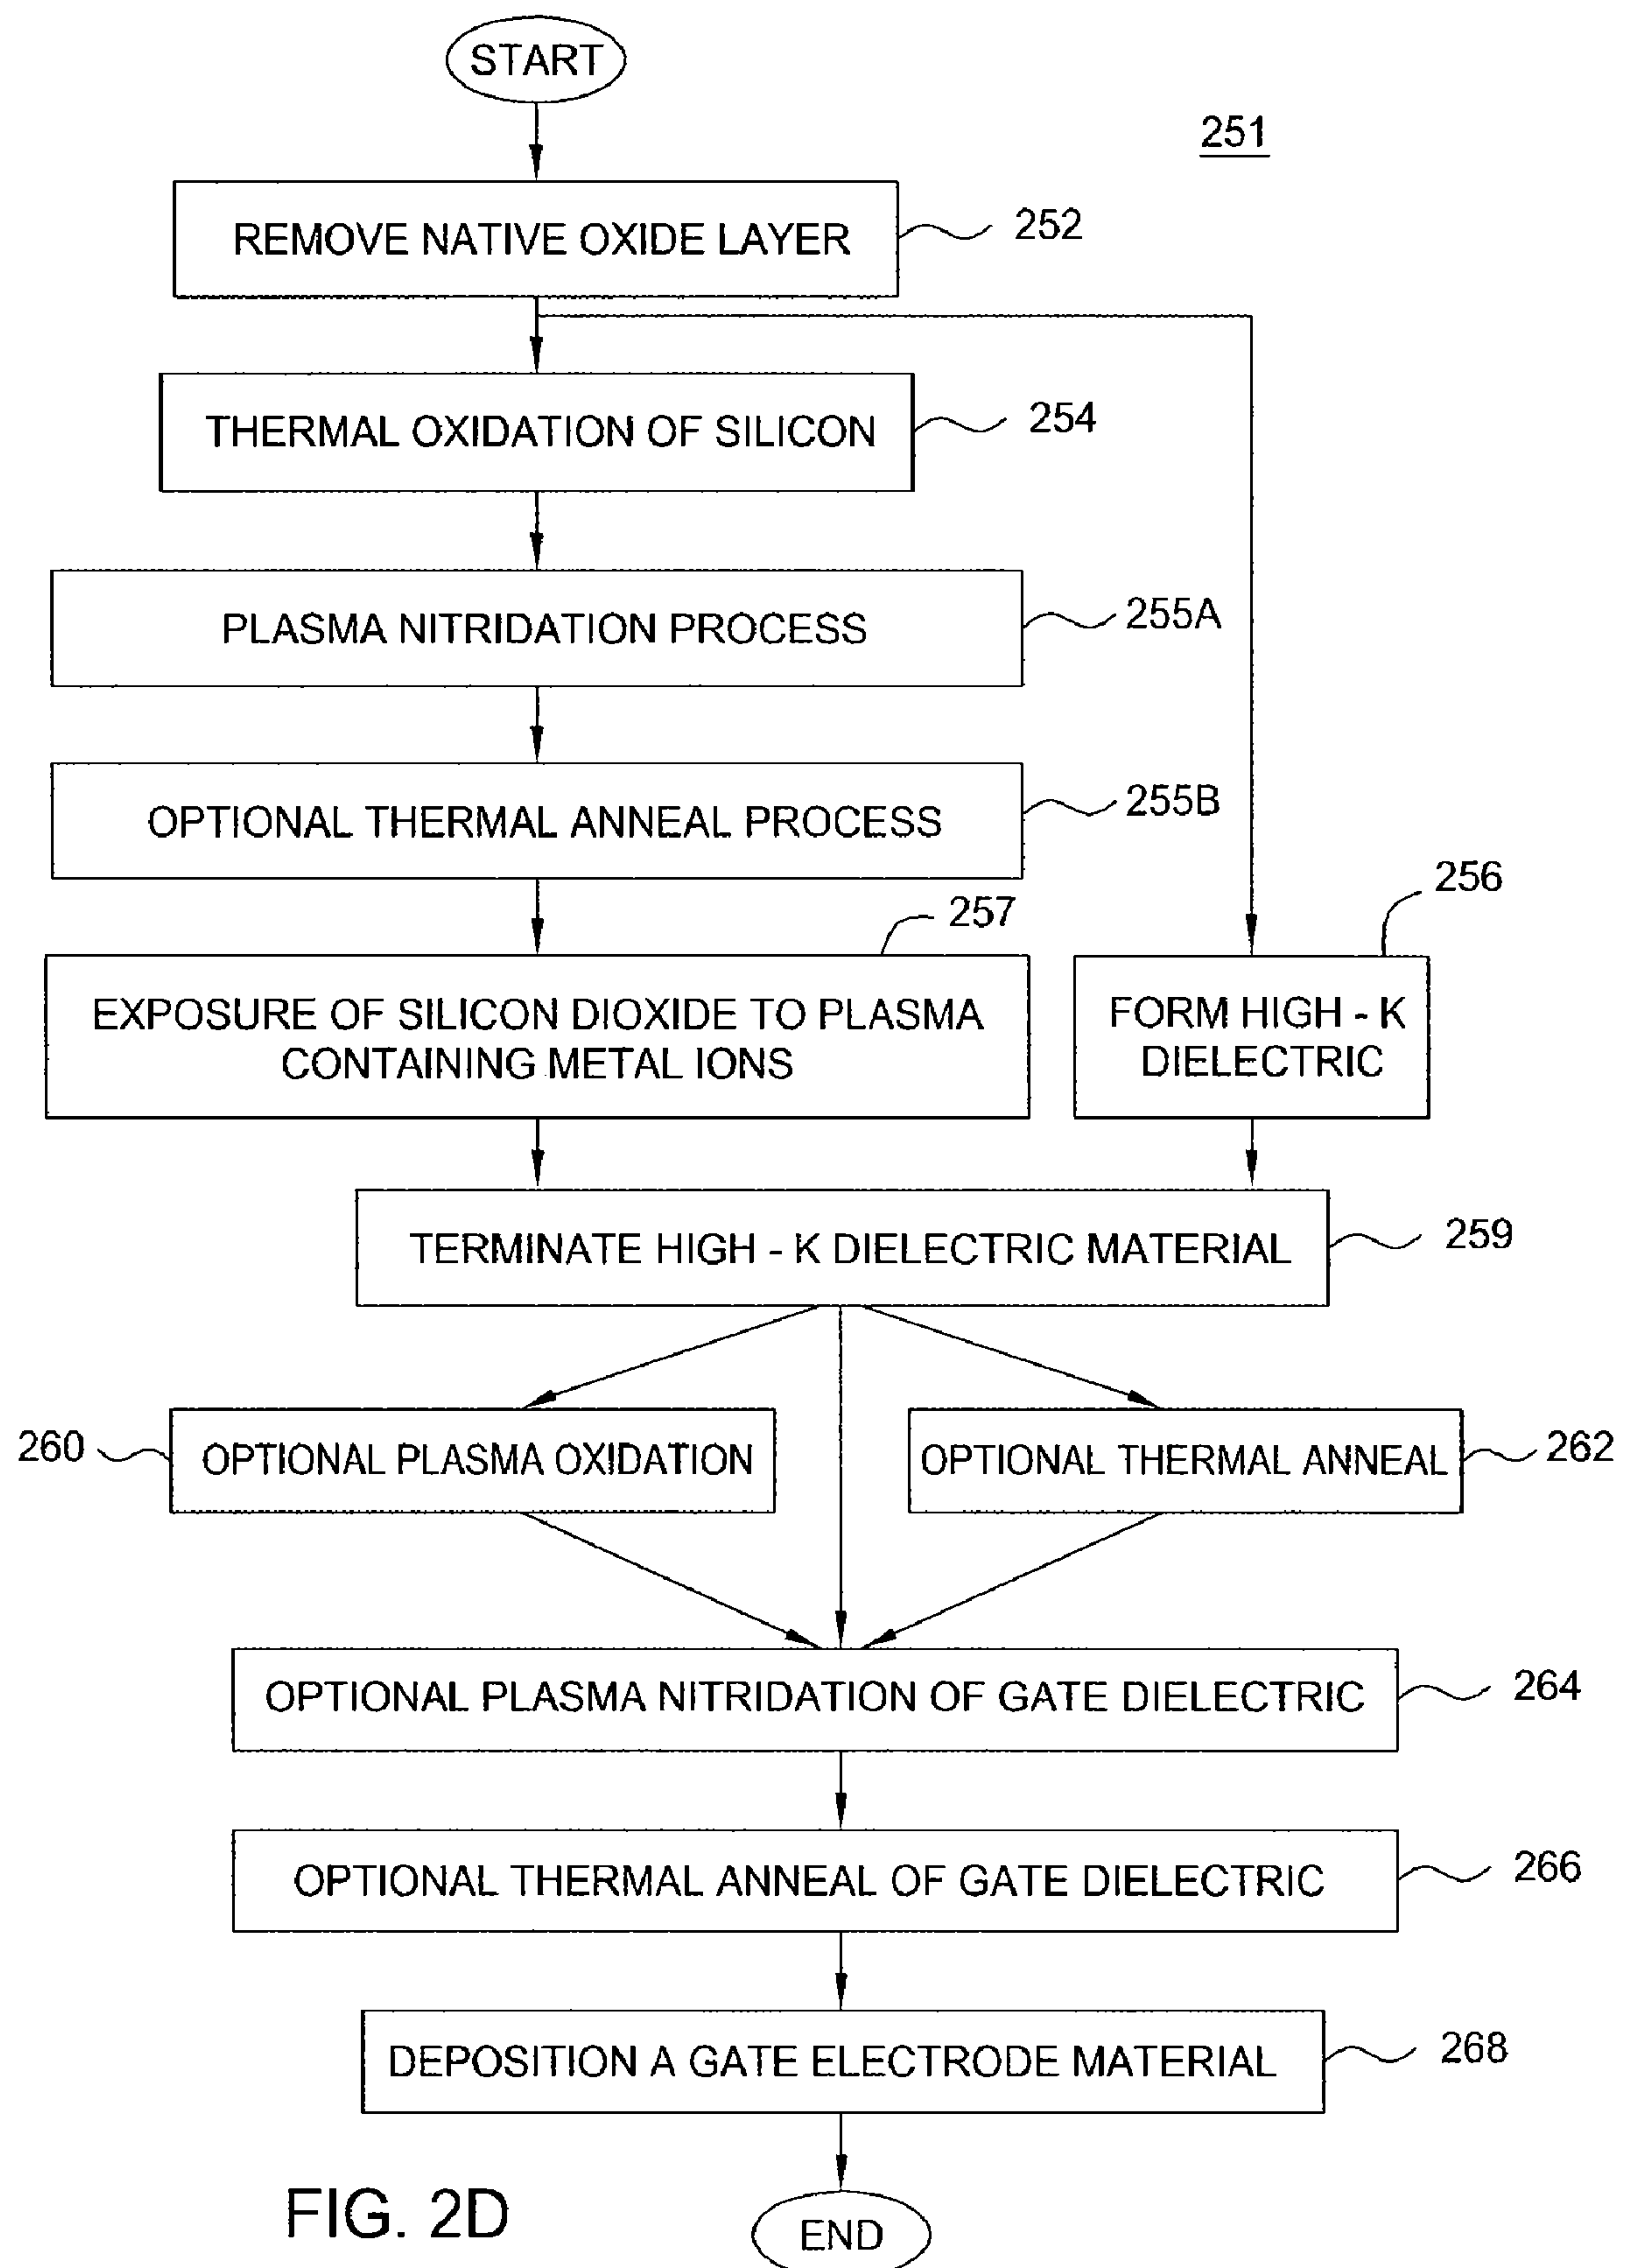 START
251
REMOVE NATIVE OXIDE LAYER
252
THERMAL OXIDATION OF SILICON
254
PLASMA NITRIDATION PROCESS
255A
OPTIONAL THERMAL ANNEAL PROCESS
255B
257
256
EXPOSURE OF SILICON DIOXIDE TO PLASMA
CONTAINING METAL IONS
FORM HIGH - K
DIELECTRIC
TERMINATE HIGH - K DIELECTRIC MATERIAL
259
260
OPTIONAL PLASMA OXIDATION
OPTIONAL THERMAL ANNEAL
262
OPTIONAL PLASMA NITRIDATION OF GATE DIELECTRIC
264
OPTIONAL THERMAL ANNEAL OF GATE DIELECTRIC
266
DEPOSITION A GATE ELECTRODE MATERIAL
268
FIG. 2D
END